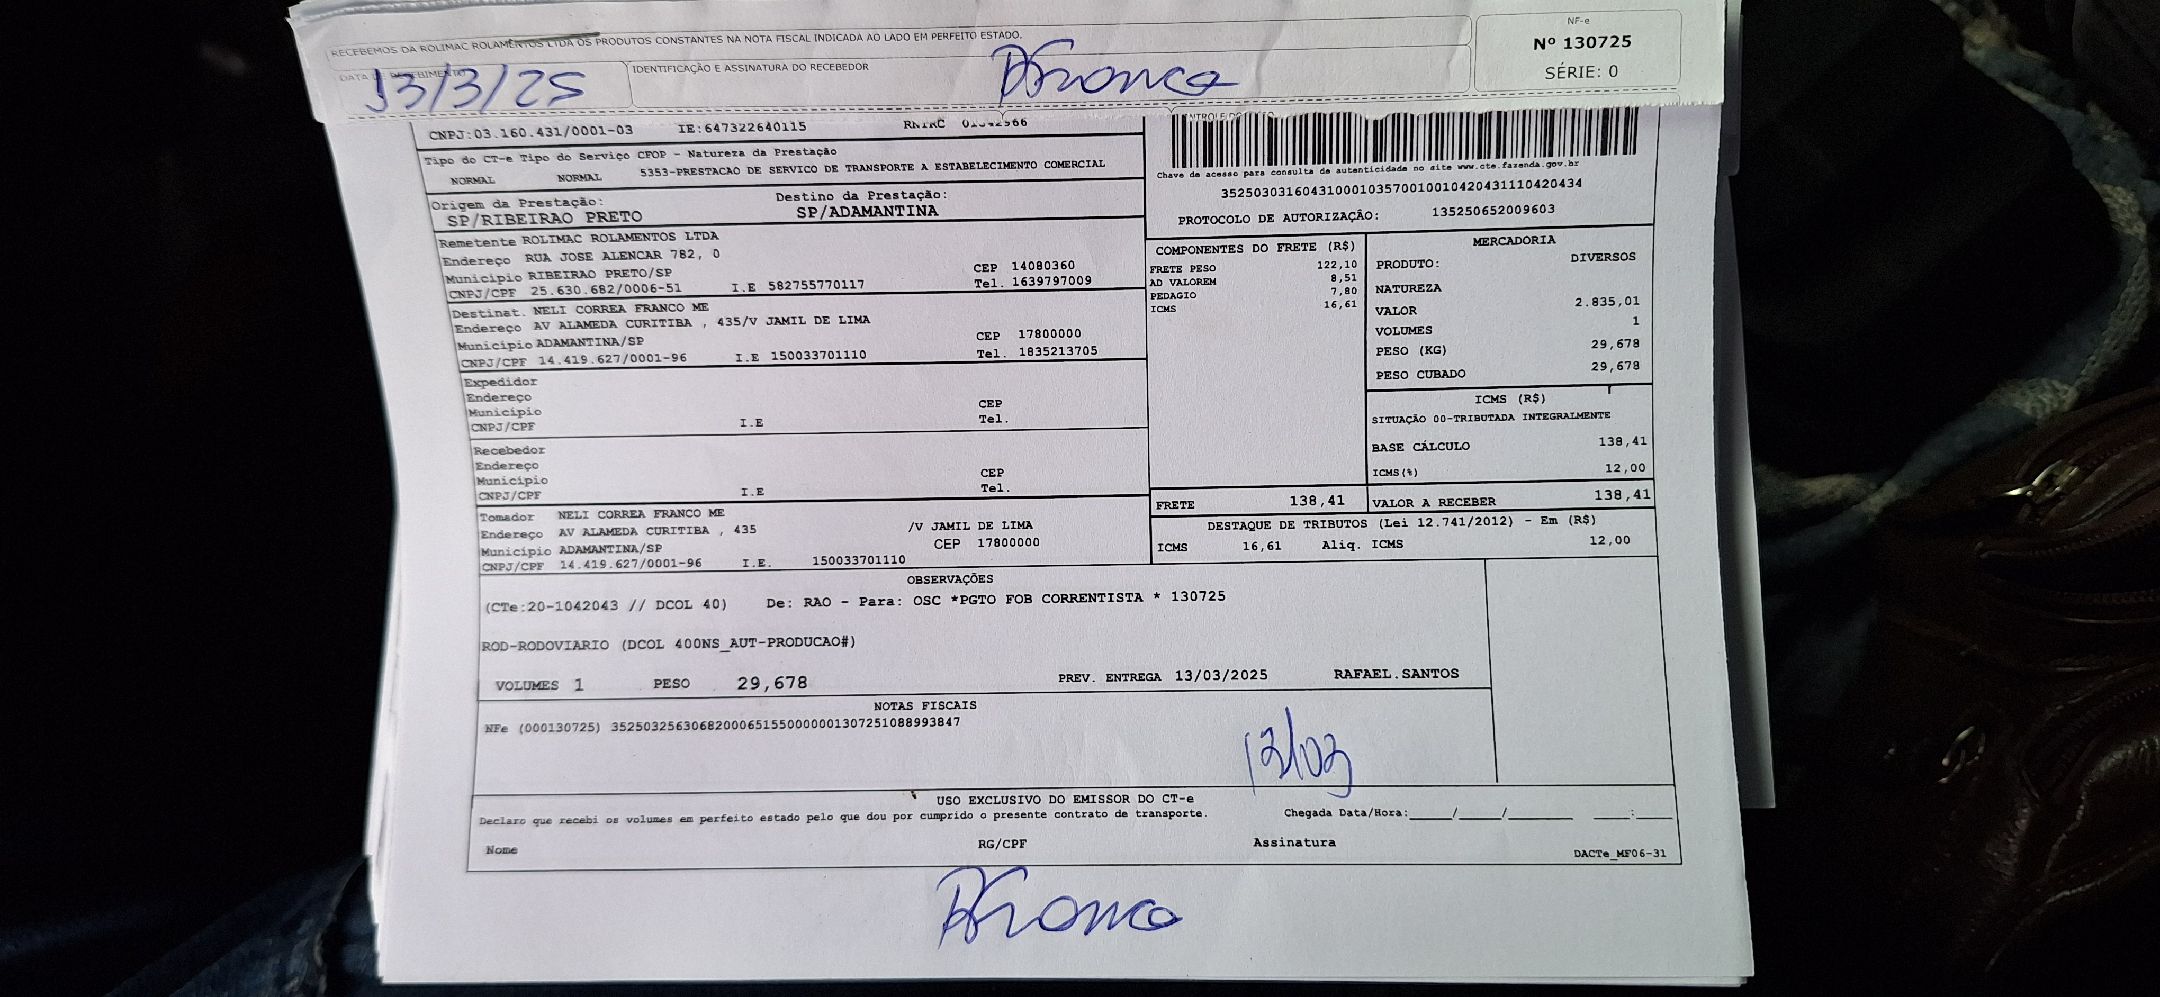 RECEBEMOS DA ROLIMAC ROLAMENTOS LTDA OS PRODUTOS CONSTANTES NA NOTA FISCAL INDICADA AO LADO EM PERFEITO ESTADO.
NF-e
Nº 130725
SÉRIE: 0
DATA DE RECEBIMENTO
13/3/25
IDENTIFICAÇÃO E ASSINATURA DO RECEBEDOR
CNPJ:03.160.431/0001-03 IE:647322640115 RNTRC
Tipo do CT-e Tipo do Serviço CFOP - Natureza da Prestação
NORMAL NORMAL 5353-PRESTACAO DE SERVICO DE TRANSPORTE A ESTABELECIMENTO COMERCIAL
Chave de acesso para consulta de autenticidade no site www.cte.fazenda.gov.br
35250303160431000103570010010420431110420434
PROTOCOLO DE AUTORIZAÇÃO: 135250652009603
Origem da Prestação: Destino da Prestação:
SP/RIBEIRAO PRETO SP/ADAMANTINA
Remetente ROLIMAC ROLAMENTOS LTDA
Endereço RUA JOSE ALENCAR 782, 0
Município RIBEIRAO PRETO/SP CEP 14080360
CNPJ/CPF 25.630.682/0006-51 I.E 582755770117 Tel. 1639797009
Destinat. NELI CORREA FRANCO ME
Endereço AV ALAMEDA CURITIBA , 435/V JAMIL DE LIMA
Município ADAMANTINA/SP CEP 17800000
CNPJ/CPF 14.419.627/0001-96 I.E 150033701110 Tel. 1835213705
Expedidor
Endereço
Município CEP
CNPJ/CPF I.E Tel.
Recebedor
Endereço
Município CEP
CNPJ/CPF I.E Tel.
Tomador NELI CORREA FRANCO ME
Endereço AV ALAMEDA CURITIBA , 435 /V JAMIL DE LIMA
Município ADAMANTINA/SP CEP 17800000
CNPJ/CPF 14.419.627/0001-96 I.E. 150033701110
COMPONENTES DO FRETE (R$)
FRETE PESO 122,10
AD VALOREM 8,51
PEDAGIO 7,80
ICMS 16,61
MERCADORIA
PRODUTO: DIVERSOS
NATUREZA
VALOR 2.835,01
VOLUMES 1
PESO (KG) 29,678
PESO CUBADO 29,678
ICMS (R$)
SITUAÇÃO 00-TRIBUTADA INTEGRALMENTE
BASE CÁLCULO 138,41
ICMS(%) 12,00
FRETE 138,41 VALOR A RECEBER 138,41
DESTAQUE DE TRIBUTOS (Lei 12.741/2012) - Em (R$)
ICMS 16,61 Aliq. ICMS 12,00
OBSERVAÇÕES
(CTe:20-1042043 // DCOL 40) De: RAO - Para: OSC *PGTO FOB CORRENTISTA * 130725
ROD-RODOVIARIO (DCOL 400NS_AUT-PRODUCAO#)
VOLUMES 1 PESO 29,678 PREV. ENTREGA 13/03/2025 RAFAEL.SANTOS
NOTAS FISCAIS
NFe (000130725) 35250325630682000651550000001307251088993847
USO EXCLUSIVO DO EMISSOR DO CT-e
Declaro que recebi os volumes em perfeito estado pelo que dou por cumprido o presente contrato de transporte. Chegada Data/Hora:____/____/______ ____:____
Nome RG/CPF Assinatura
DACTe_MF06-31